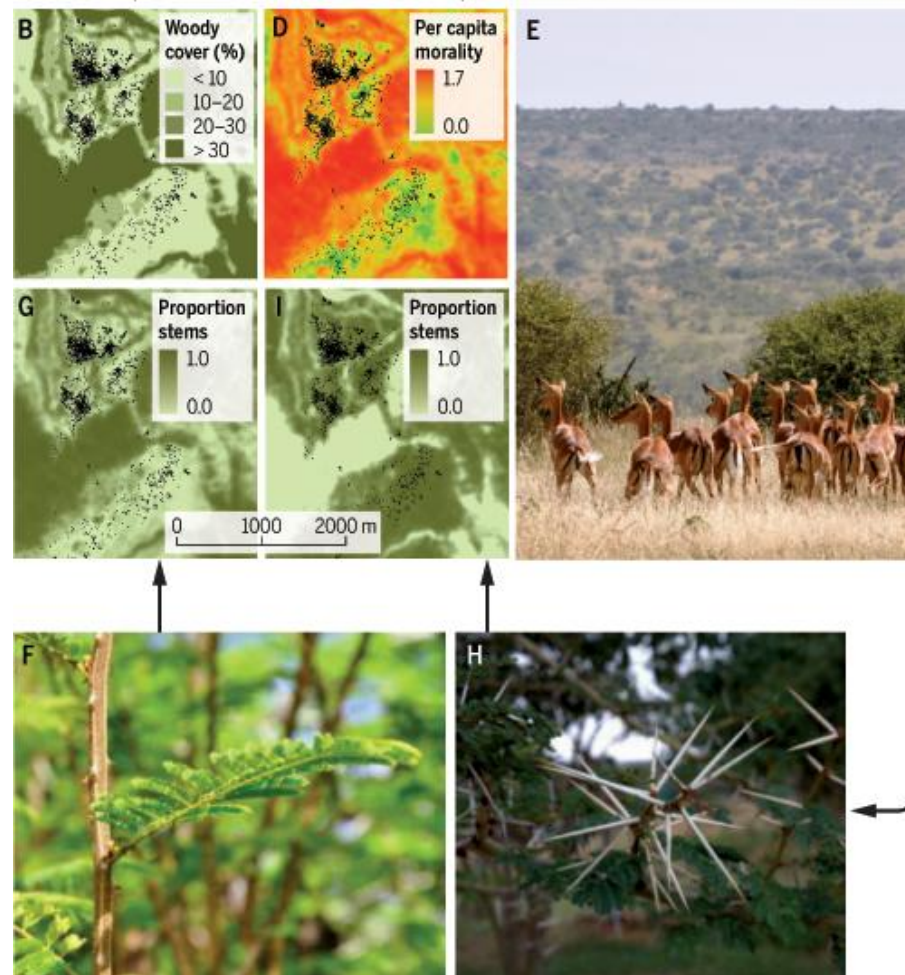 B
Woody
cover (%)
< 10
10–20
20–30
> 30
D
Per capita
morality
1.7
0.0
E
G
Proportion
stems
1.0
0.0
I
Proportion
stems
1.0
0.0
0 1000 2000 m
F
H